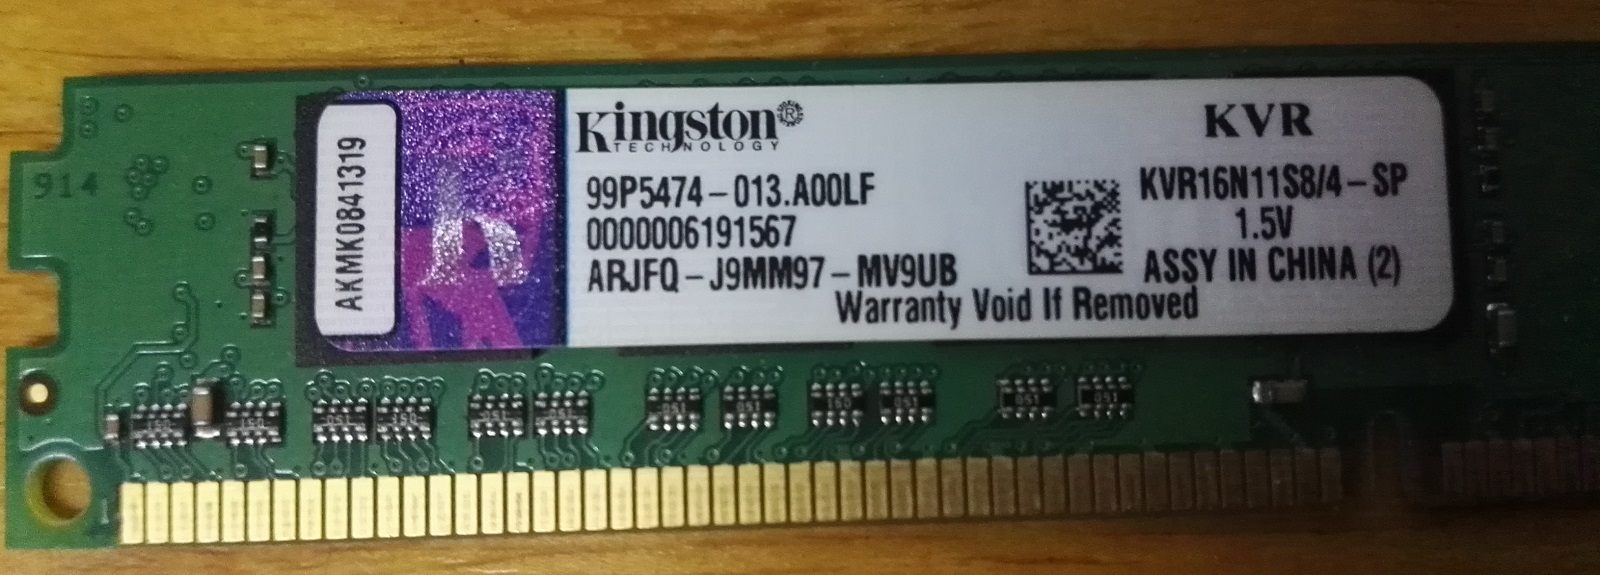 914
AKMK0841319
Kingston®
TECHNOLOGY
KVR
99P5474-013.A00LF
0000006191567
ARJFQ-J9MM97-MV9UB
KVR16N11S8/4-SP
1.5V
ASSY IN CHINA (2)
Warranty Void If Removed
1